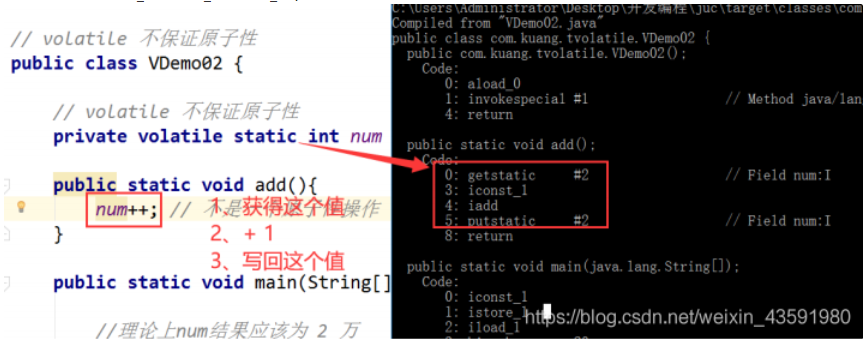 // volatile 不保证原子性
public class VDemo02 {
// volatile 不保证原子性
private volatile static int num
public static void add(){
num++; // 不是 操作
1、获得这个值
2、+ 1
3、写回这个值
}
public static void main(String[]
//理论上num结果应该为 2 万
C:\Users\Administrator\Desktop\开发编程\juc\target\classes\com
Compiled from "VDemo02.java"
public class com.kuang.tvolatile.VDemo02 {
public com.kuang.tvolatile.VDemo02();
Code:
0: aload_0
1: invokespecial #1 // Method java/lan
4: return
public static void add();
Code:
0: getstatic #2 // Field num:I
3: iconst_1
4: iadd
5: putstatic #2 // Field num:I
8: return
public static void main(java.lang.String[]);
Code:
0: iconst_1
1: istore_1
2: iload_1
https://blog.csdn.net/weixin_43591980